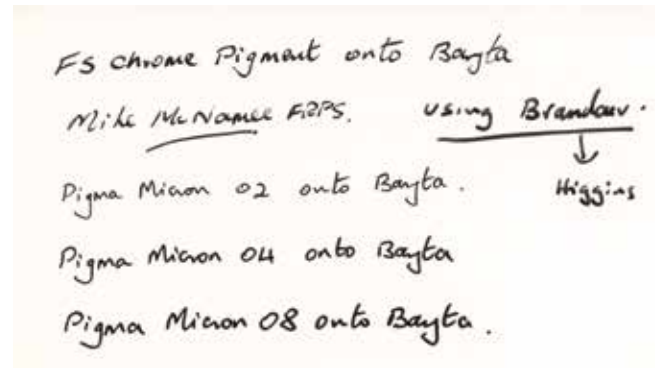 FS chrome Pigment onto Bayta
Mike McNamee FRPS. using Brandauer.
Higgins
Pigma Micron 02 onto Bayta.
Pigma Micron 04 onto Bayta
Pigma Micron 08 onto Bayta.